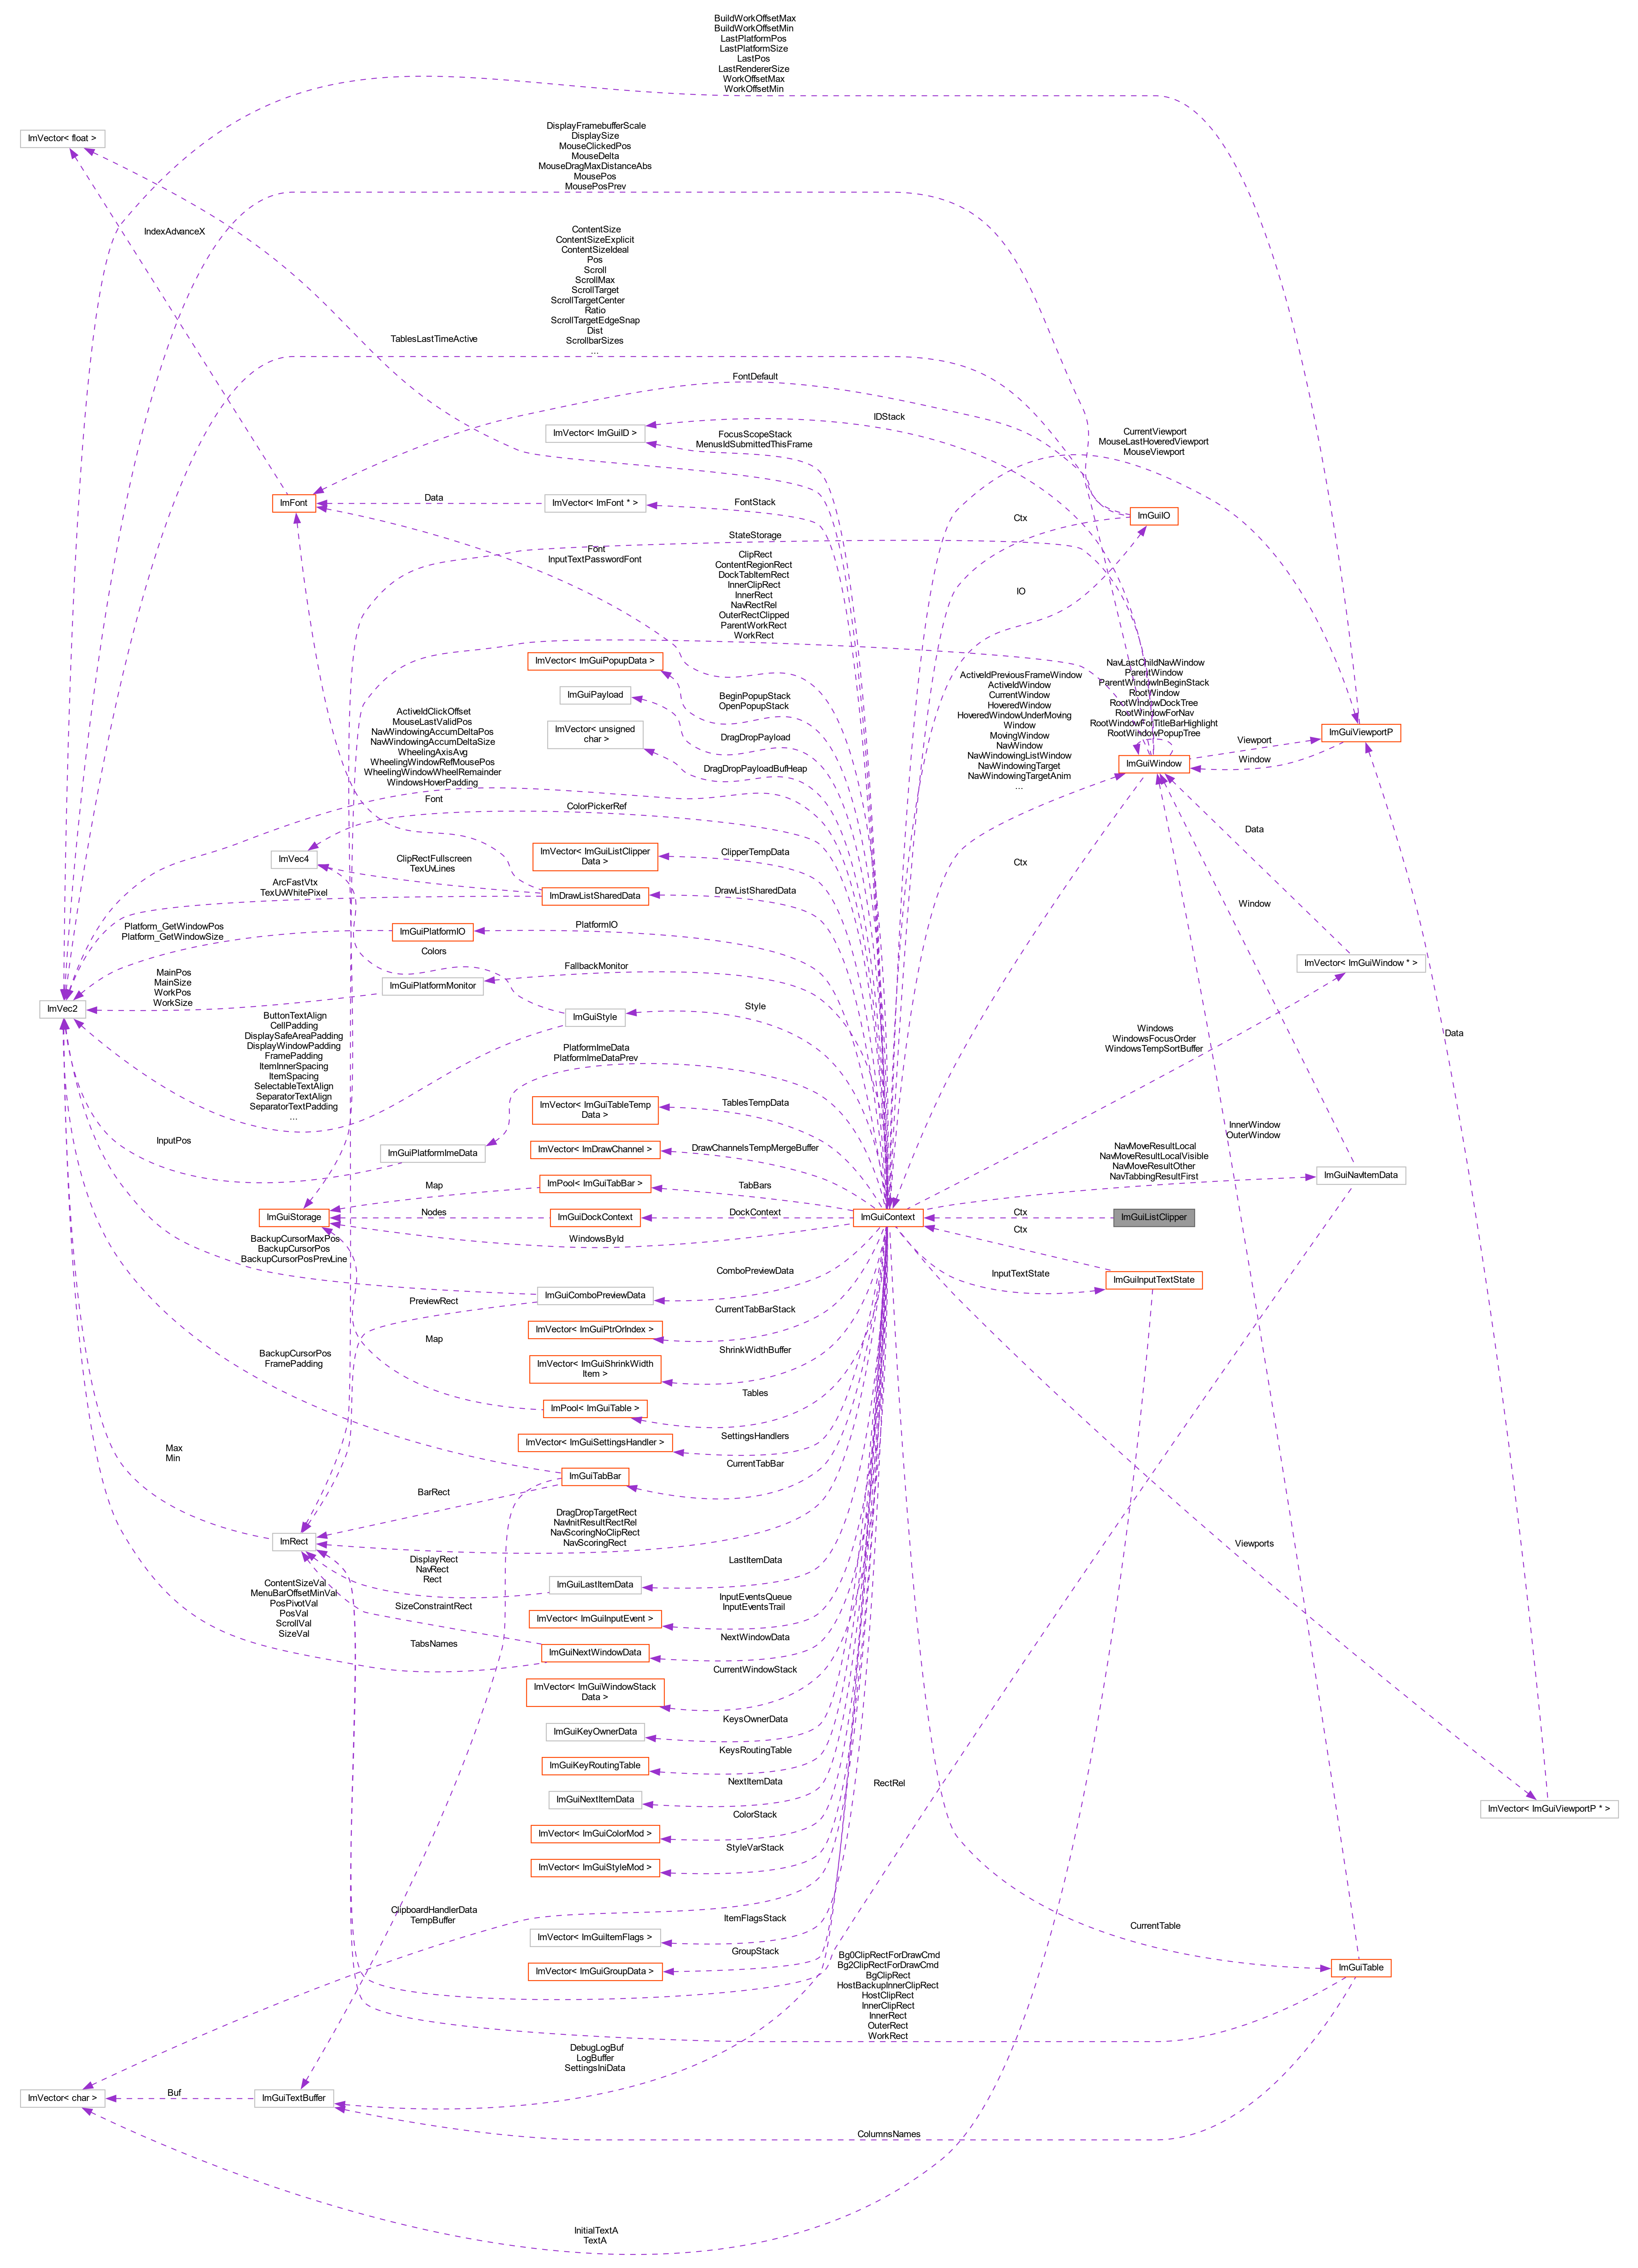 BuildWorkOffsetMax
BuildWorkOffsetMin
LastPlatformPos
LastPlatformSize
LastPos
LastRendererSize
WorkOffsetMax
WorkOffsetMin
ImVector< float >
DisplayFramebufferScale
DisplaySize
MouseClickedPos
MouseDelta
MouseDragMaxDistanceAbs
MousePos
MousePosPrev
IndexAdvanceX
ContentSize
ContentSizeExplicit
ContentSizeIdeal
Pos
Scroll
ScrollMax
ScrollTarget
ScrollTargetCenter
Ratio
ScrollTargetEdgeSnap
Dist
ScrollbarSizes
...
TablesLastTimeActive
FontDefault
IDStack
ImVector< ImGuiID >
FocusScopeStack
MenusIdSubmittedThisFrame
CurrentViewport
MouseLastHoveredViewport
MouseViewport
ImFont
Data
ImVector< ImFont * >
FontStack
Ctx
ImGuiIO
StateStorage
Font
InputTextPasswordFont
ClipRect
ContentRegionRect
DockTabItemRect
InnerClipRect
InnerRect
NavRectRel
OuterRectClipped
ParentWorkRect
WorkRect
IO
ImVector< ImGuiPopupData >
ImGuiPayload
BeginPopupStack
OpenPopupStack
ImVector< unsigned
char >
DragDropPayload
DragDropPayloadBufHeap
ActiveIdPreviousFrameWindow
ActiveIdWindow
CurrentWindow
HoveredWindow
HoveredWindowUnderMoving
Window
MovingWindow
NavWindow
NavWindowingListWindow
NavWindowingTarget
NavWindowingTargetAnim
...
NavLastChildNavWindow
ParentWindow
ParentWindowInBeginStack
RootWindow
RootWindowDockTree
RootWindowForNav
RootWindowForTitleBarHighlight
RootWindowPopupTree
ImGuiWindow
Viewport
Window
ImGuiViewportP
ActiveIdClickOffset
MouseLastValidPos
NavWindowingAccumDeltaPos
NavWindowingAccumDeltaSize
WheelingAxisAvg
WheelingWindowRefMousePos
WheelingWindowWheelRemainder
WindowsHoverPadding
Font
ColorPickerRef
ImVec4
ClipRectFullscreen
TexUvLines
ImVector< ImGuiListClipper
Data >
ClipperTempData
Ctx
Data
ArcFastVtx
TexUvWhitePixel
ImDrawListSharedData
DrawListSharedData
Window
Platform_GetWindowPos
Platform_GetWindowSize
ImGuiPlatformIO
PlatformIO
Colors
FallbackMonitor
ImVector< ImGuiWindow * >
MainPos
MainSize
WorkPos
WorkSize
ImGuiPlatformMonitor
ImVec2
ImGuiStyle
Style
ButtonTextAlign
CellPadding
DisplaySafeAreaPadding
DisplayWindowPadding
FramePadding
ItemInnerSpacing
ItemSpacing
SelectableTextAlign
SeparatorTextAlign
SeparatorTextPadding
...
Windows
WindowsFocusOrder
WindowsTempSortBuffer
Data
PlatformImeData
PlatformImeDataPrev
ImVector< ImGuiTableTemp
Data >
TablesTempData
InputPos
ImGuiPlatformImeData
ImVector< ImDrawChannel >
DrawChannelsTempMergeBuffer
InnerWindow
OuterWindow
NavMoveResultLocal
NavMoveResultLocalVisible
NavMoveResultOther
NavTabbingResultFirst
ImGuiNavItemData
Map
ImPool< ImGuiTabBar >
TabBars
ImGuiStorage
Nodes
ImGuiDockContext
DockContext
ImGuiContext
Ctx
ImGuiListClipper
WindowsById
Ctx
BackupCursorMaxPos
BackupCursorPos
BackupCursorPosPrevLine
ComboPreviewData
InputTextState
ImGuiInputTextState
PreviewRect
ImGuiComboPreviewData
CurrentTabBarStack
ImVector< ImGuiPtrOrIndex >
Map
ShrinkWidthBuffer
BackupCursorPos
FramePadding
ImVector< ImGuiShrinkWidth
Item >
Tables
ImPool< ImGuiTable >
SettingsHandlers
ImVector< ImGuiSettingsHandler >
Max
Min
CurrentTabBar
ImGuiTabBar
BarRect
DragDropTargetRect
NavInitResultRectRel
NavScoringNoClipRect
NavScoringRect
Viewports
ImRect
DisplayRect
NavRect
Rect
LastItemData
ImGuiLastItemData
ContentSizeVal
MenuBarOffsetMinVal
PosPivotVal
PosVal
ScrollVal
SizeVal
SizeConstraintRect
InputEventsQueue
InputEventsTrail
ImVector< ImGuiInputEvent >
TabsNames
NextWindowData
ImGuiNextWindowData
CurrentWindowStack
ImVector< ImGuiWindowStack
Data >
KeysOwnerData
ImGuiKeyOwnerData
KeysRoutingTable
ImGuiKeyRoutingTable
NextItemData
RectRel
ImGuiNextItemData
ImVector< ImGuiViewportP * >
ColorStack
ImVector< ImGuiColorMod >
StyleVarStack
ImVector< ImGuiStyleMod >
ClipboardHandlerData
TempBuffer
ItemFlagsStack
ImVector< ImGuiItemFlags >
CurrentTable
GroupStack
ImVector< ImGuiGroupData >
Bg0ClipRectForDrawCmd
Bg2ClipRectForDrawCmd
BgClipRect
HostBackupInnerClipRect
HostClipRect
InnerClipRect
InnerRect
OuterRect
WorkRect
ImGuiTable
DebugLogBuf
LogBuffer
SettingsIniData
ImVector< char >
Buf
ImGuiTextBuffer
ColumnsNames
InitialTextA
TextA